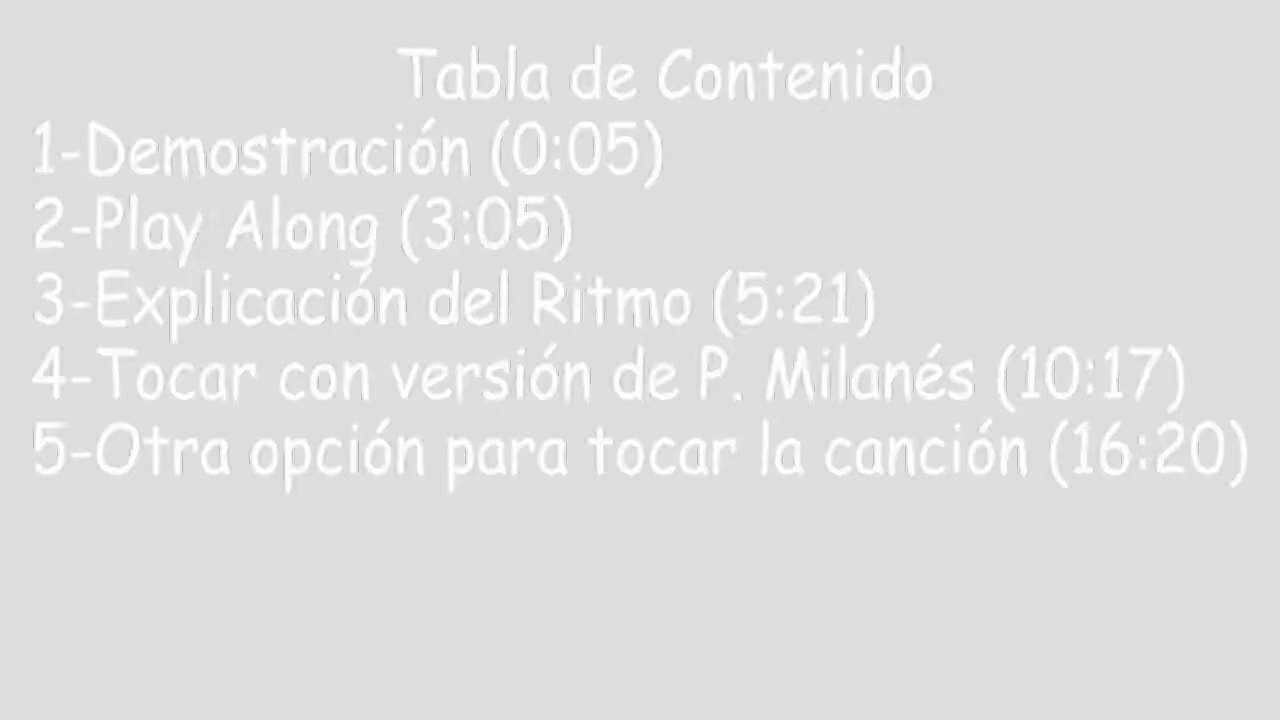 Tabla de Contenido
1-Demostración (0:05)
2-Play Along (3:05)
3-Explicación del Ritmo (5:21)
4-Tocar con versión de P. Milanés (10:17)
5-Otra opción para tocar la canción (16:20)